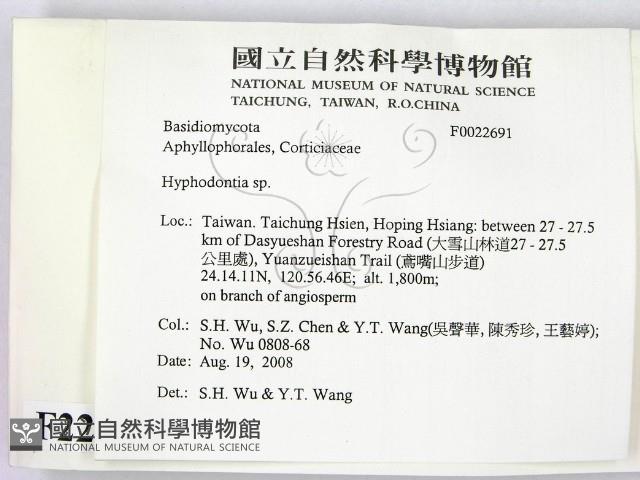 國立自然科學博物館
NATIONAL MUSEUM OF NATURAL SCIENCE
TAICHUNG, TAIWAN, R.O.CHINA
Basidiomycota F0022691
Aphyllophorales, Corticiaceae
Hyphodontia sp.
Loc.: Taiwan. Taichung Hsien, Hoping Hsiang: between 27 - 27.5
km of Dasyueshan Forestry Road (大雪山林道27 - 27.5
公里處), Yuanzueishan Trail (鳶嘴山步道)
24.14.11N, 120.56.46E; alt. 1,800m;
on branch of angiosperm
Col.: S.H. Wu, S.Z. Chen & Y.T. Wang(吳聲華, 陳秀珍, 王藝婷);
No. Wu 0808-68
Date: Aug. 19, 2008
Det.: S.H. Wu & Y.T. Wang
F22
國立自然科學博物館
NATIONAL MUSEUM OF NATURAL SCIENCE